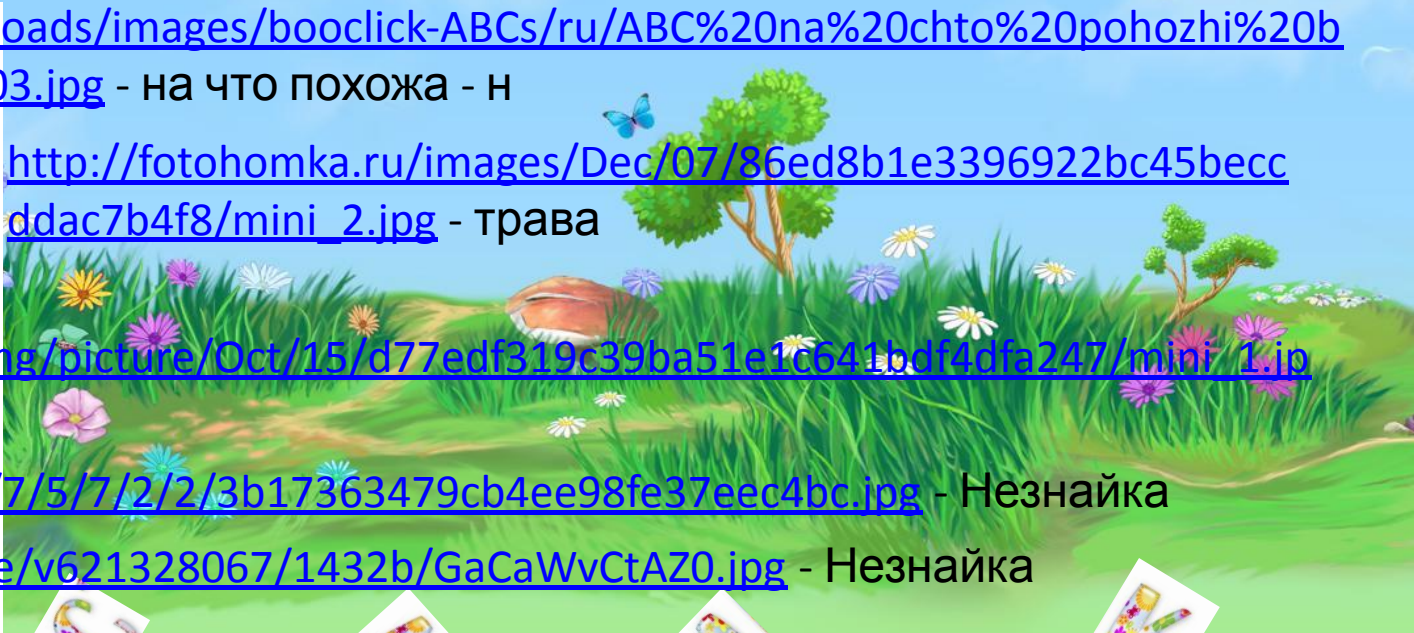 oads/images/booclick-ABCs/ru/ABC%20na%20chto%20pohozhi%20b
03.jpg - на что похожа - н
http://fotohomka.ru/images/Dec/07/86ed8b1e3396922bc45becc
ddac7b4f8/mini_2.jpg - трава
ng/picture/Oct/15/d77edf319c39ba51e1c641bdf4dfa247/mini_1.jp
/7/5/7/2/2/3b17363479cb4ee98fe37eec4bc.jpg - Незнайка
e/v621328067/1432b/GaCaWvCtAZ0.jpg - Незнайка